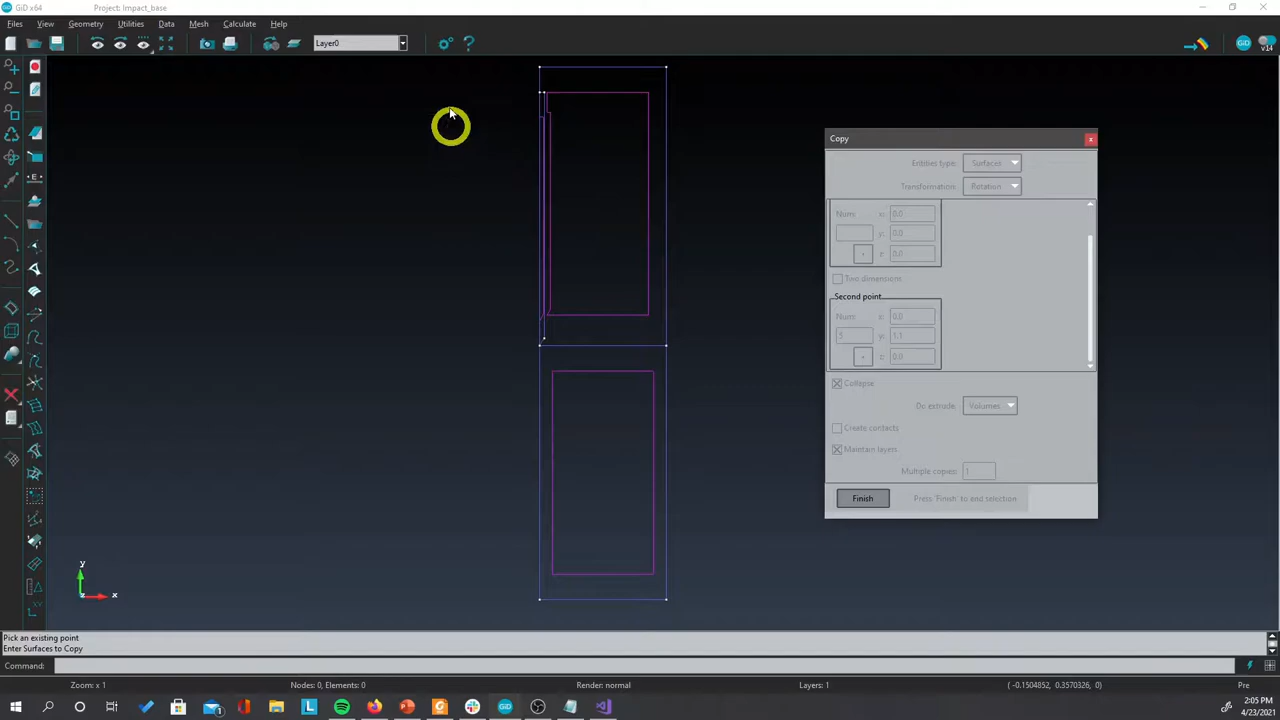 GiD x64 Project: Impact_base
Files View Geometry Utilities Data Mesh Calculate Help
Layer0
GiD v14
Copy
x
Entities type: Surfaces
Transformation: Rotation
Num: x: 0.0
y: 0.0
z: 0.0
Two dimensions
Second point
Num: x: 0.0
5 y: 1.1
z: 0.0
Collapse
Do extrude: Volumes
Create contacts
Maintain layers
Multiple copies: 1
Finish Press 'Finish' to end selection
y
z x
Pick an existing point
Enter Surfaces to Copy
Command:
Zoom: x 1 Nodes: 0, Elements: 0 Render: normal Layers: 1 ( -0.1504852, 0.3570326, 0) Pre
2:05 PM
4/23/2021